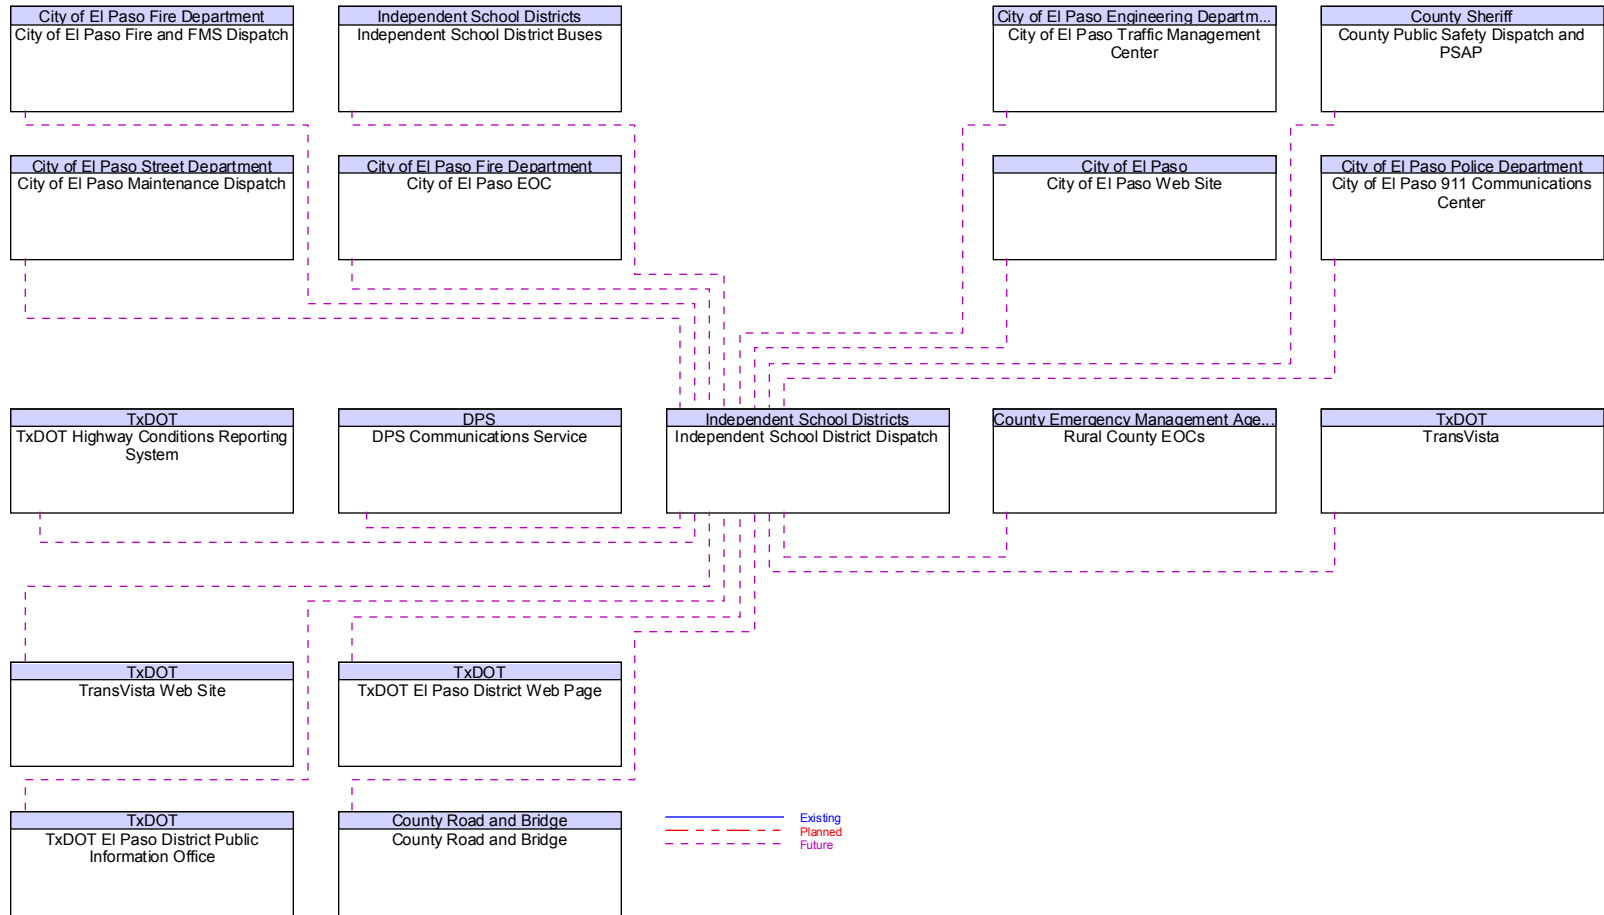 City of El Paso Fire Department
City of El Paso Fire and FMS Dispatch
Independent School Districts
Independent School District Buses
City of El Paso Engineering Departm...
City of El Paso Traffic Management
Center
County Sheriff
County Public Safety Dispatch and
PSAP
City of El Paso Street Department
City of El Paso Maintenance Dispatch
City of El Paso Fire Department
City of El Paso EOC
City of El Paso
City of El Paso Web Site
City of El Paso Police Department
City of El Paso 911 Communications
Center
TxDOT
TxDOT Highway Conditions Reporting
System
DPS
DPS Communications Service
Independent School Districts
Independent School District Dispatch
County Emergency Management Age...
Rural County EOCs
TxDOT
TransVista
TxDOT
TransVista Web Site
TxDOT
TxDOT El Paso District Web Page
TxDOT
TxDOT El Paso District Public
Information Office
County Road and Bridge
County Road and Bridge
Existing
Planned
Future